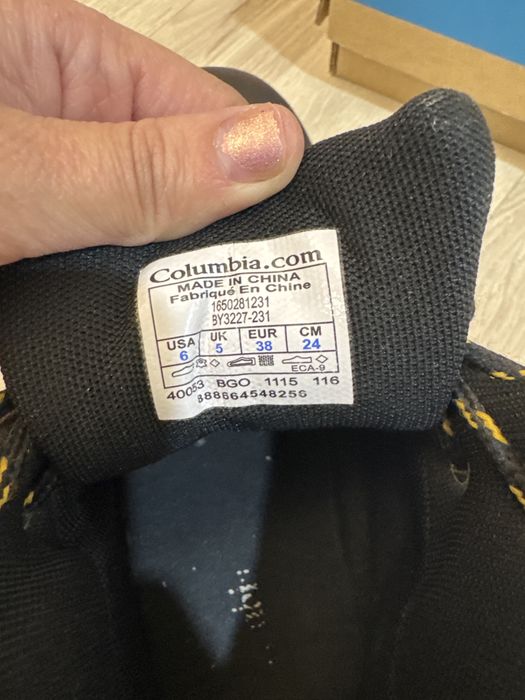 Columbia.com
MADE IN CHINA
Fabriqué En Chine
1650281231
BY3227-231
USA UK EUR CM
6 5 38 24
ECA-9
40053 BGO 1115 116
888664548256